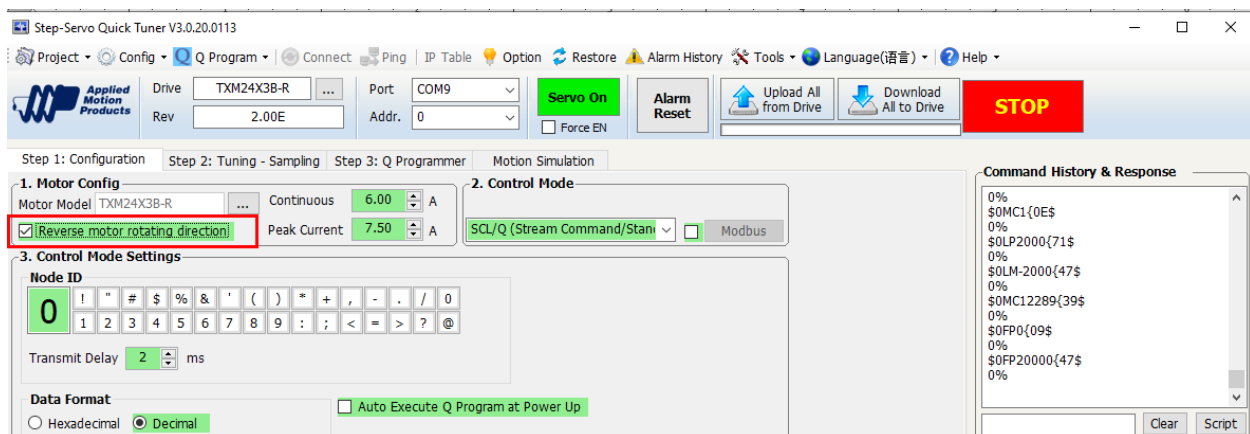 Step-Servo Quick Tuner V3.0.20.0113
Project Config Q Q Program Connect Ping IP Table Option Restore Alarm History Tools Language(语言) ? Help
Applied
Motion
Products
Drive TXM24X3B-R ...
Rev 2.00E
Port COM9
Addr. 0
Servo On
Force EN
Alarm
Reset
Upload All
from Drive
Download
All to Drive
STOP
Step 1: Configuration Step 2: Tuning - Sampling Step 3: Q Programmer Motion Simulation
1. Motor Config
Motor Model TXM24X3B-R ... Continuous 6.00 A
Reverse motor rotating direction Peak Current 7.50 A
2. Control Mode
SCL/Q (Stream Command/Stan Modbus
3. Control Mode Settings
Node ID
0
! " # $ % & ' ( ) * + , - . / 0
1 2 3 4 5 6 7 8 9 : ; < = > ? @
Transmit Delay 2 ms
Data Format
Hexadecimal Decimal
Auto Execute Q Program at Power Up
Command History & Response
0%
$0MC1{0E$
0%
$0LP2000{71$
0%
$0LM-2000{47$
0%
$0MC12289{39$
0%
$0FP0{09$
0%
$0FP20000{47$
0%
Clear Script